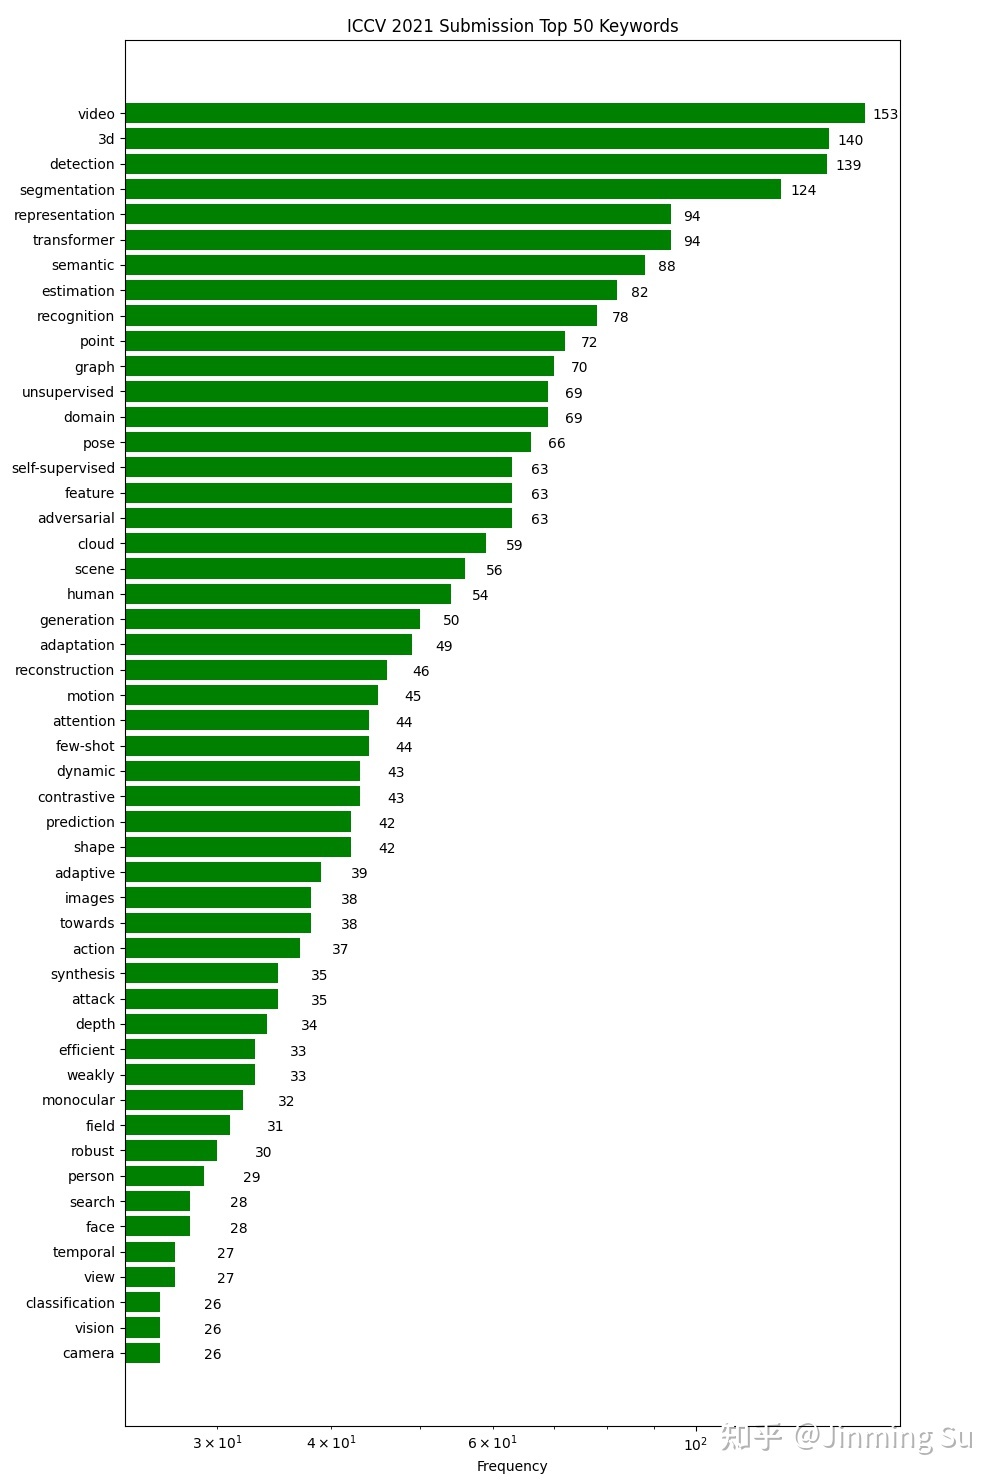 ICCV 2021 Submission Top 50 Keywords
video 153
3d 140
detection 139
segmentation 124
representation 94
transformer 94
semantic 88
estimation 82
recognition 78
point 72
graph 70
unsupervised 69
domain 69
pose 66
self-supervised 63
feature 63
adversarial 63
cloud 59
scene 56
human 54
generation 50
adaptation 49
reconstruction 46
motion 45
attention 44
few-shot 44
dynamic 43
contrastive 43
prediction 42
shape 42
adaptive 39
images 38
towards 38
action 37
synthesis 35
attack 35
depth 34
efficient 33
weakly 33
monocular 32
field 31
robust 30
person 29
search 28
face 28
temporal 27
view 27
classification 26
vision 26
camera 26
3 × 10¹ 4 × 10¹ 6 × 10¹ 10²
Frequency
知乎 @Jinming Su